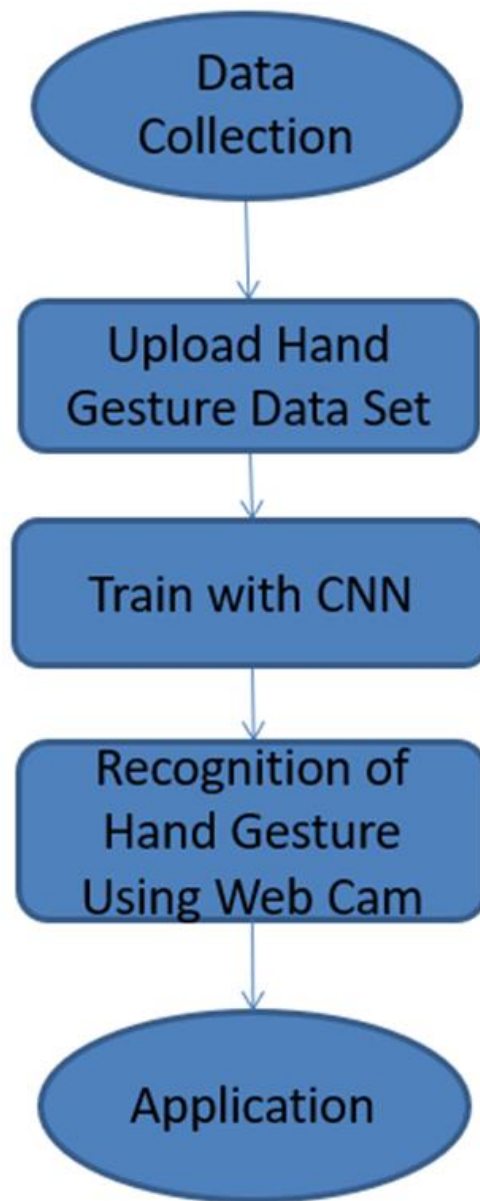 Data
Collection
Upload Hand
Gesture Data Set
Train with CNN
Recognition of
Hand Gesture
Using Web Cam
Application